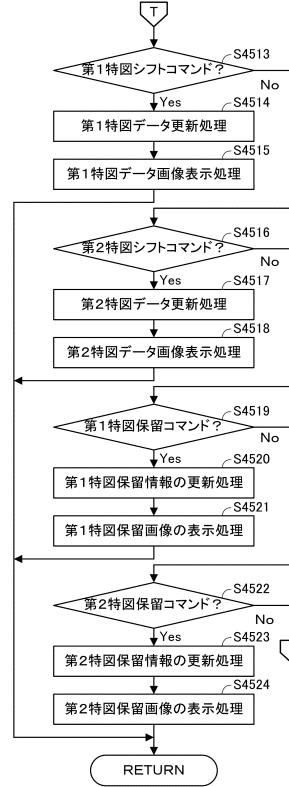 T
S4513
第1特図シフトコマンド？
No
Yes
S4514
第1特図データ更新処理
S4515
第1特図データ画像表示処理
S4516
第2特図シフトコマンド？
No
Yes
S4517
第2特図データ更新処理
S4518
第2特図データ画像表示処理
S4519
第1特図保留コマンド？
No
Yes
S4520
第1特図保留情報の更新処理
S4521
第1特図保留画像の表示処理
S4522
第2特図保留コマンド？
No
Yes
S4523
第2特図保留情報の更新処理
S4524
第2特図保留画像の表示処理
RETURN